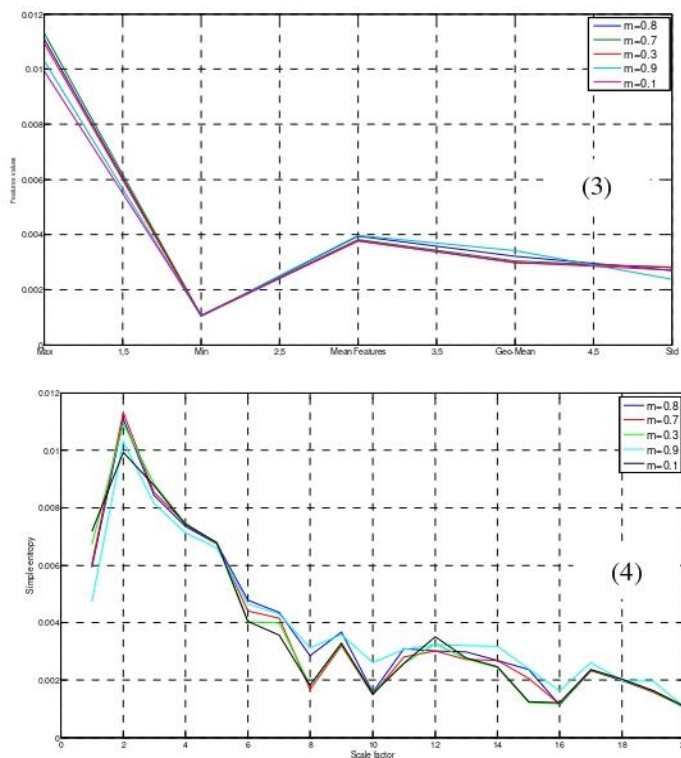 0.012
0.01
0.008
0.006
0.004
0.002
0
Features values
m=0.8
m=0.7
m=0.3
m=0.9
m=0.1
(3)
Max 1,5 Min 2,5 Mean Features 3,5 Geo-Mean 4,5 Std
0.012
0.01
0.008
0.006
0.004
0.002
0
Simple entropy
m=0.8
m=0.7
m=0.3
m=0.9
m=0.1
(4)
0 2 4 6 8 10 12 14 16 18
Scale factor